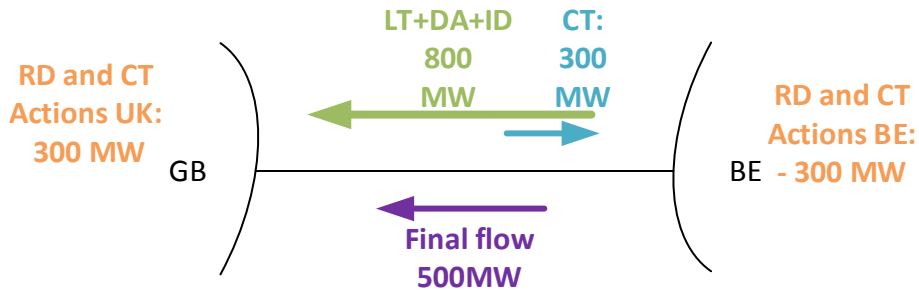 LT+DA+ID
800
MW
CT:
300
MW
RD and CT
Actions UK:
300 MW
RD and CT
Actions BE:
- 300 MW
GB
BE
Final flow
500MW